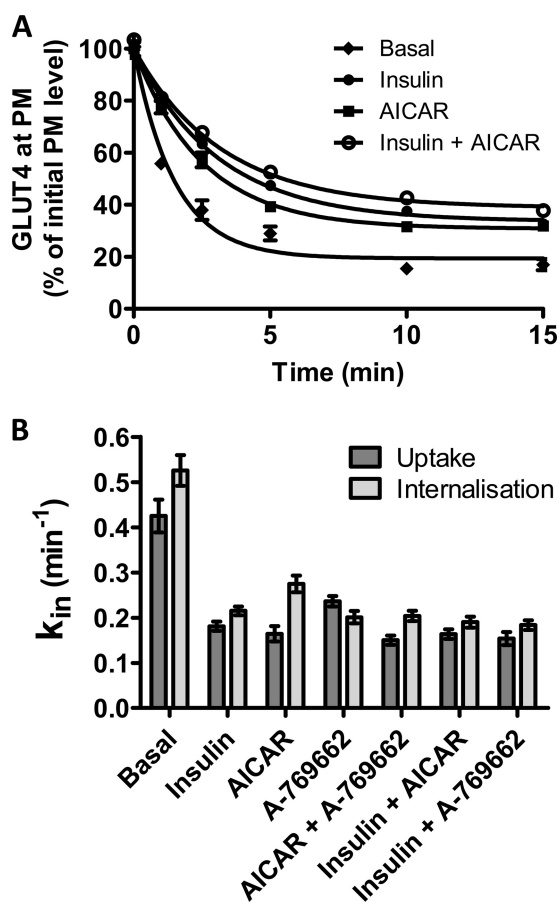 A
GLUT4 at PM
(% of initial PM level)
100
80
60
40
20
0
Basal
Insulin
AICAR
Insulin + AICAR
0
5
10
15
Time (min)
B
k_in (min⁻¹)
0.6
0.5
0.4
0.3
0.2
0.1
0.0
Uptake
Internalisation
Basal
Insulin
AICAR
A-769662
AICAR + A-769662
Insulin + AICAR
Insulin + A-769662